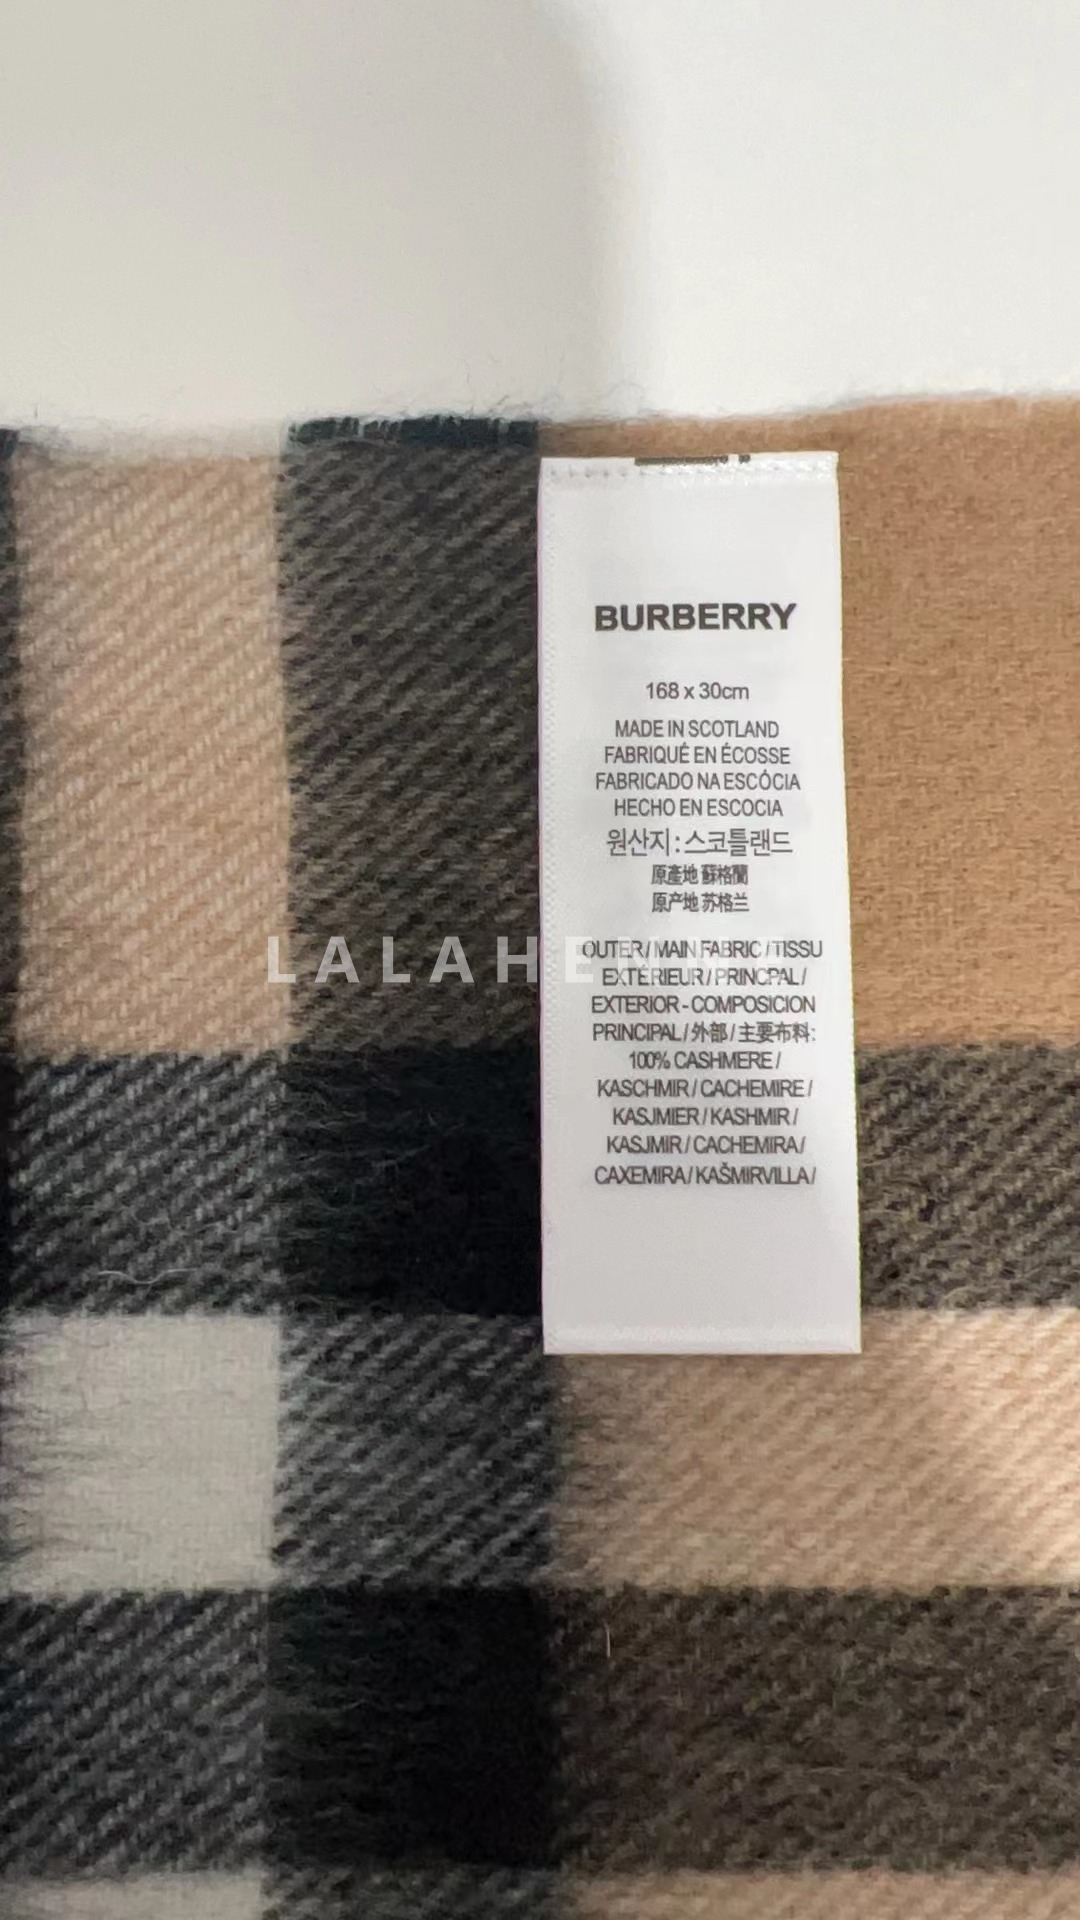 BURBERRY
168 x 30cm
MADE IN SCOTLAND
FABRIQUÉ EN ÉCOSSE
FABRICADO NA ESCÓCIA
HECHO EN ESCOCIA
원산지 : 스코틀랜드
原產地 蘇格蘭
原产地 苏格兰
OUTER / MAIN FABRIC / TISSU
EXTÉRIEUR / PRINCPAL /
EXTERIOR - COMPOSICION
PRINCIPAL / 外部 / 主要布料:
100% CASHMERE /
KASCHMIR / CACHEMIRE /
KASJMIER / KASHMIR /
KASJMIR / CACHEMIRA /
CAXEMIRA / KAŠMIRVILLA /